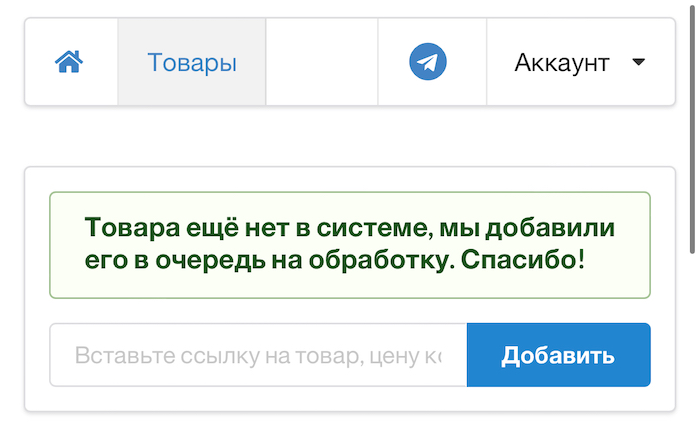 Товары
Аккаунт
Товара ещё нет в системе, мы добавили
его в очередь на обработку. Спасибо!
Вставьте ссылку на товар, цену
Добавить